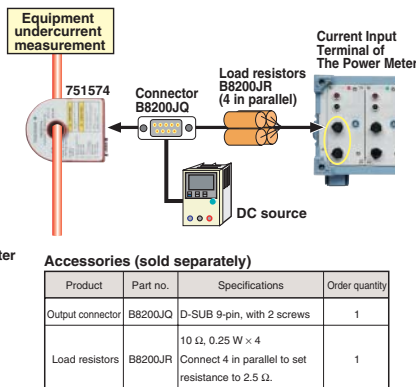 Equipment
undercurrent
measurement
751574
Connector
B8200JQ
Load resistors
B8200JR
(4 in parallel)
Current Input
Terminal of
The Power Meter
DC source
ter
Accessories (sold separately)
Product Part no. Specifications Order quantity
Output connector B8200JQ D-SUB 9-pin, with 2 screws 1
Load resistors B8200JR 10 Ω, 0.25 W × 4
Connect 4 in parallel to set
resistance to 2.5 Ω. 1